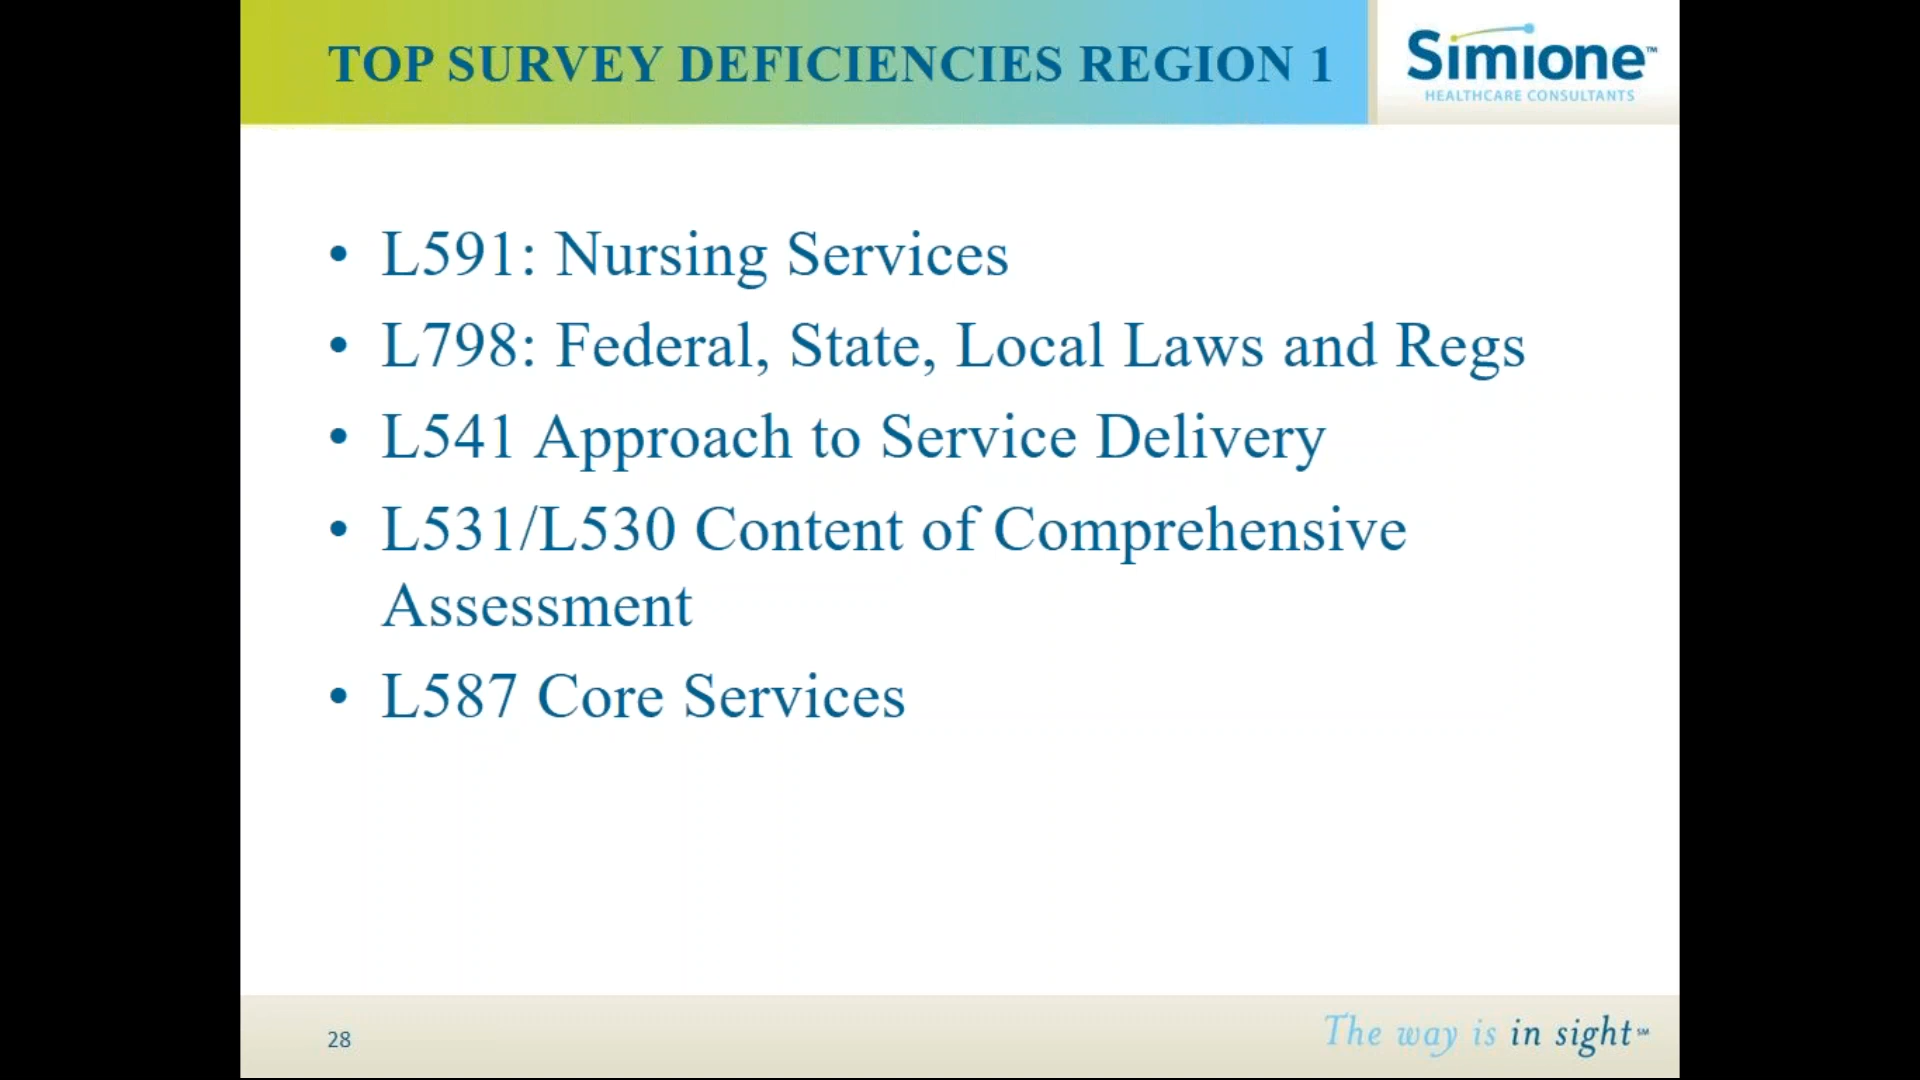 TOP SURVEY DEFICIENCIES REGION 1
Simione™
HEALTHCARE CONSULTANTS
• L591: Nursing Services
• L798: Federal, State, Local Laws and Regs
• L541 Approach to Service Delivery
• L531/L530 Content of Comprehensive
Assessment
• L587 Core Services
28
The way is in sight℠